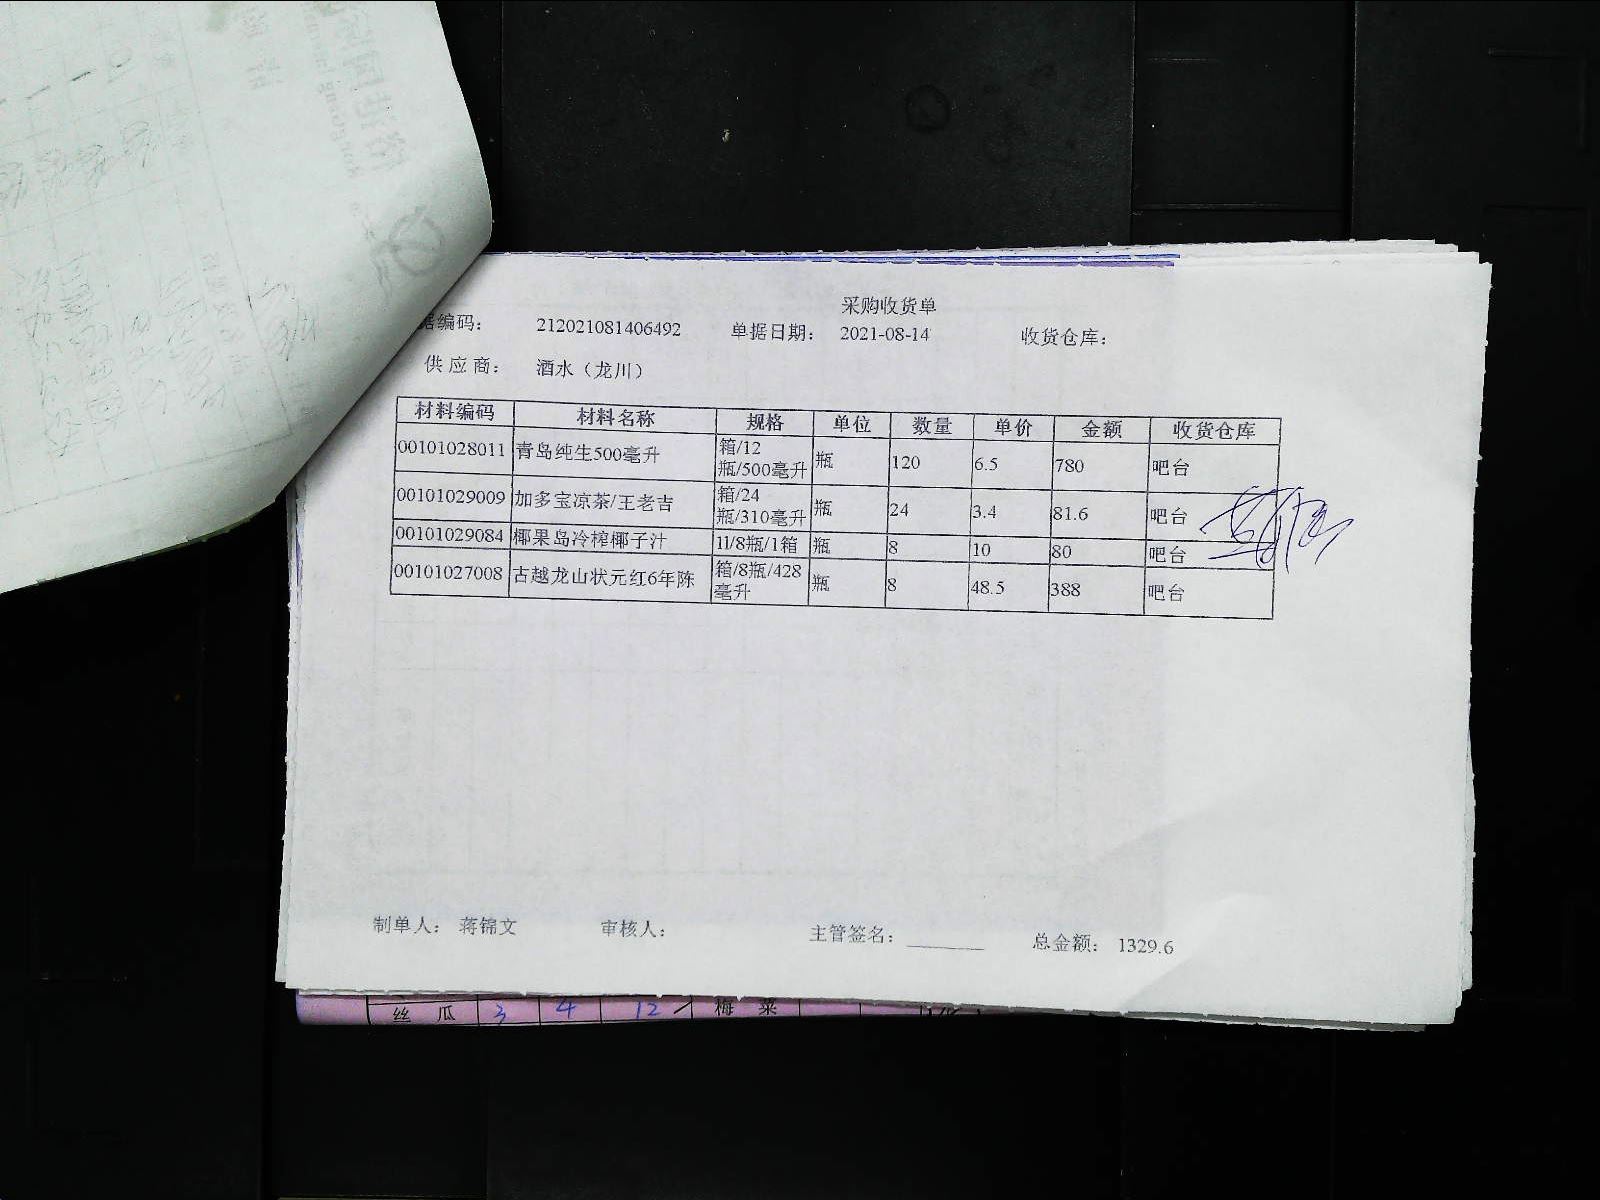 采购收货单
据编码： 212021081406492 单据日期： 2021-08-14 收货仓库：
供应商： 酒水（龙川）
材料编码 材料名称 规格 单位 数量 单价 金额 收货仓库
00101028011 青岛纯生500毫升 箱/12瓶/500毫升 瓶 120 6.5 780 吧台
00101029009 加多宝凉茶/王老吉 箱/24瓶/310毫升 瓶 24 3.4 81.6 吧台
00101029084 椰果岛冷榨椰子汁 1l/8瓶/1箱 瓶 8 10 80 吧台
00101027008 古越龙山状元红6年陈 箱/8瓶/428毫升 瓶 8 48.5 388 吧台
制单人： 蒋锦文 审核人： 主管签名： 总金额： 1329.6
丝瓜 3 4 12 梅菜